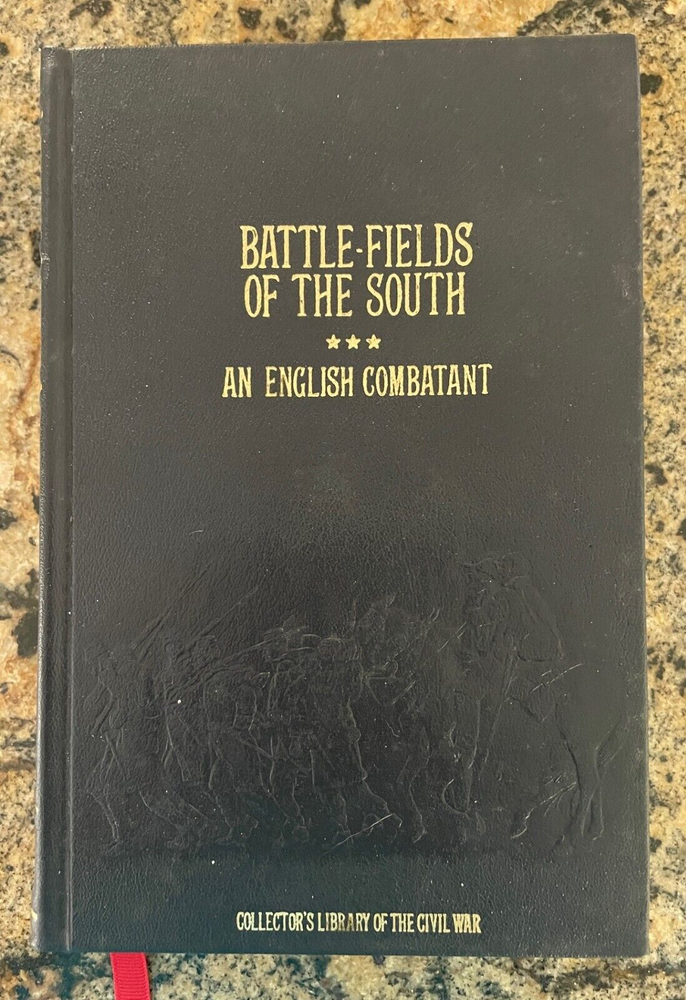 BATTLE-FIELDS
OF THE SOUTH
★★★
AN ENGLISH COMBATANT
COLLECTOR'S LIBRARY OF THE CIVIL WAR